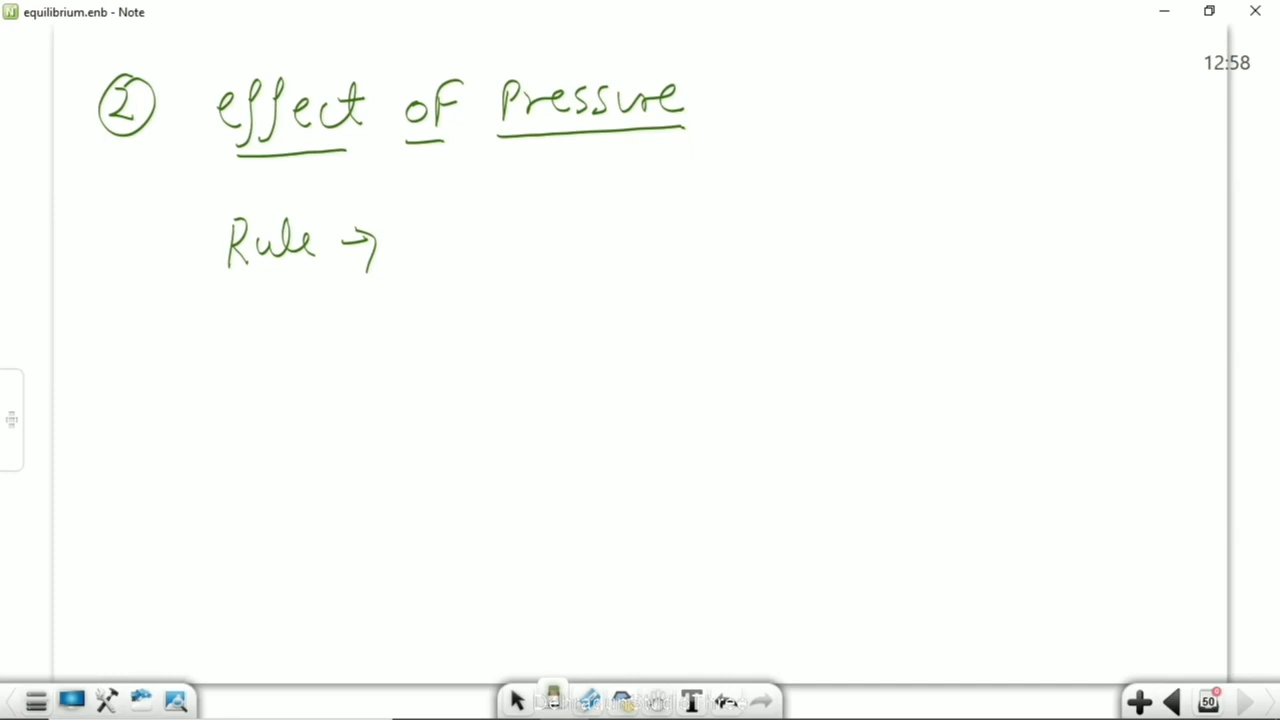 equilibrium.enb - Note
12:58
② effect of Pressure
Rule →
T
50